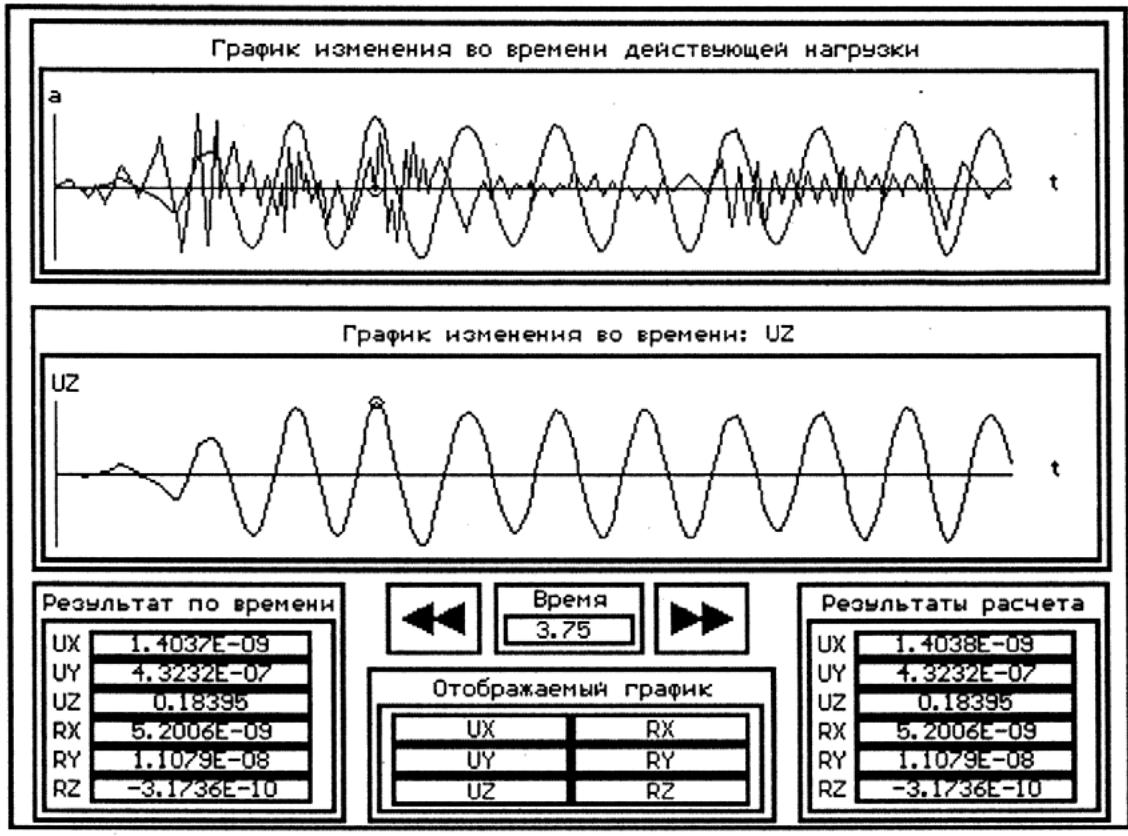 График изменения во времени действующей нагрузки
a
t
График изменения во времени: UZ
UZ
t
Результат по времени
UX 1.4037E-09
UY 4.3232E-07
UZ 0.18395
RX 5.2006E-09
RY 1.1079E-08
RZ -3.1736E-10
Время
3.75
Отображаемый график
UX RX
UY RY
UZ RZ
Результаты расчета
UX 1.4038E-09
UY 4.3232E-07
UZ 0.18395
RX 5.2006E-09
RY 1.1079E-08
RZ -3.1736E-10